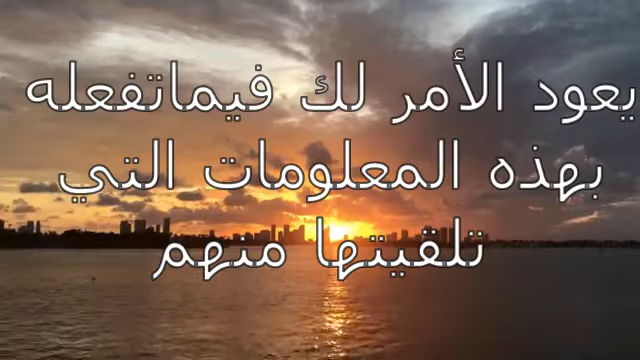 يعود الأمر لك فيماتفعله
بهذه المعلومات التي
تلقيتها منهم